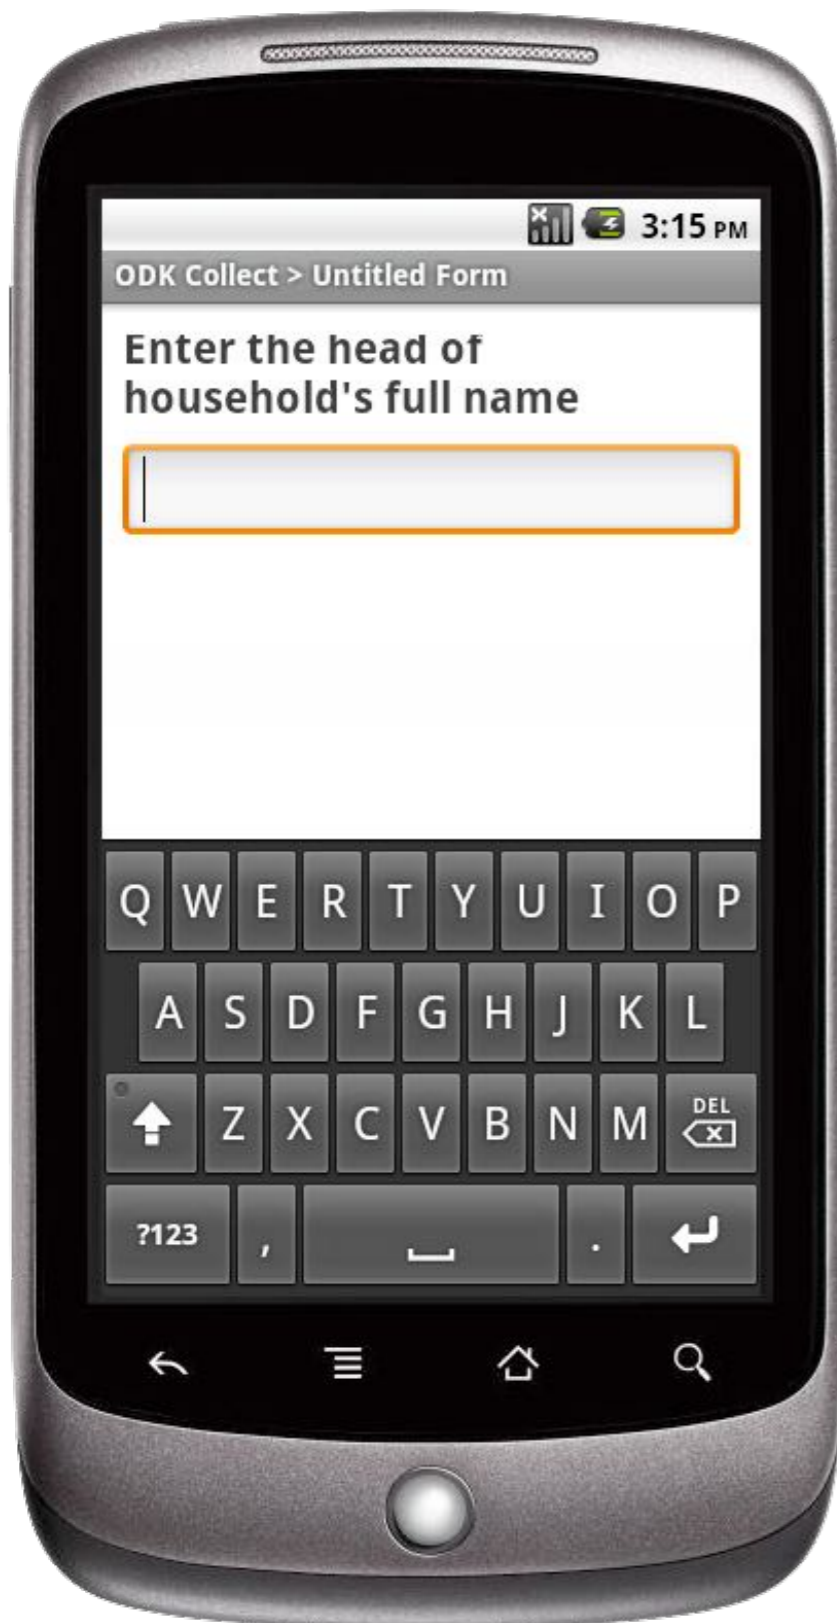 3:15 PM
ODK Collect > Untitled Form
Enter the head of
household's full name
Q W E R T Y U I O P
A S D F G H J K L
Z X C V B N M DEL
?123 , .